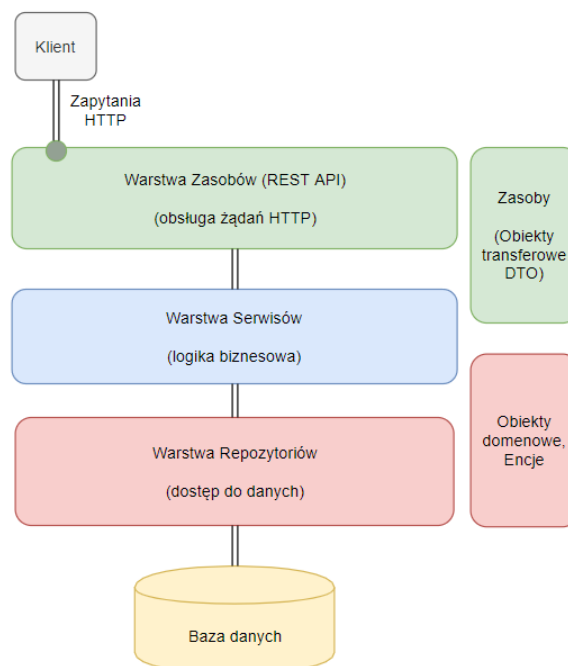 Klient
Zapytania
HTTP
Warstwa Zasobów (REST API)
(obsługa żądań HTTP)
Zasoby
(Obiekty
transferowe
DTO)
Warstwa Serwisów
(logika biznesowa)
Warstwa Repozytoriów
(dostęp do danych)
Obiekty
domenowe,
Encje
Baza danych